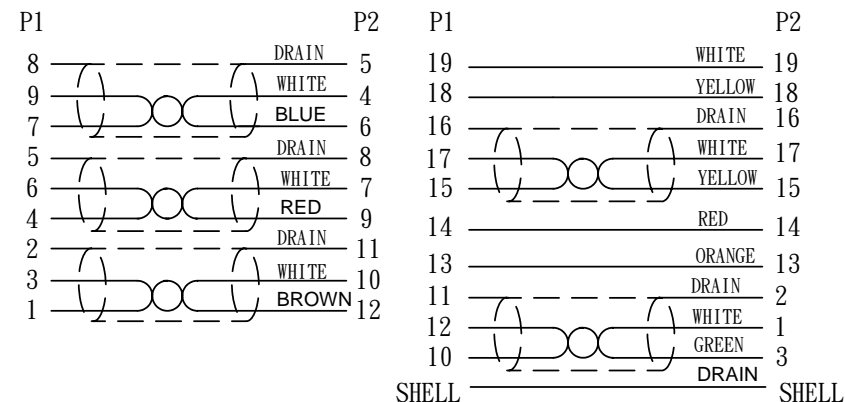 P1 P2
8 DRAIN 5
9 WHITE 4
7 BLUE 6
5 DRAIN 8
6 WHITE 7
4 RED 9
2 DRAIN 11
3 WHITE 10
1 BROWN 12
P1 P2
19 WHITE 19
18 YELLOW 18
16 DRAIN 16
17 WHITE 17
15 YELLOW 15
14 RED 14
13 ORANGE 13
11 DRAIN 2
12 WHITE 1
10 GREEN 3
SHELL DRAIN SHELL